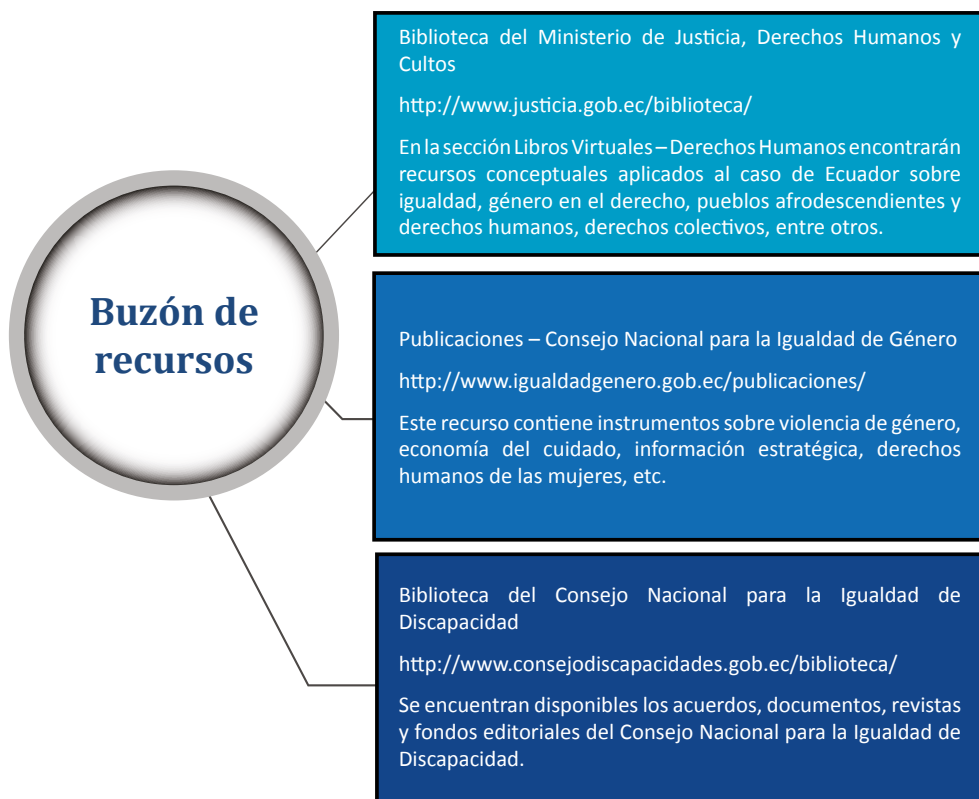 Buzón de
recursos
Biblioteca del Ministerio de Justicia, Derechos Humanos y
Cultos
http://www.justicia.gob.ec/biblioteca/
En la sección Libros Virtuales – Derechos Humanos encontrarán
recursos conceptuales aplicados al caso de Ecuador sobre
igualdad, género en el derecho, pueblos afrodescendientes y
derechos humanos, derechos colectivos, entre otros.
Publicaciones – Consejo Nacional para la Igualdad de Género
http://www.igualdadgenero.gob.ec/publicaciones/
Este recurso contiene instrumentos sobre violencia de género,
economía del cuidado, información estratégica, derechos
humanos de las mujeres, etc.
Biblioteca del Consejo Nacional para la Igualdad de
Discapacidad
http://www.consejodiscapacidades.gob.ec/biblioteca/
Se encuentran disponibles los acuerdos, documentos, revistas
y fondos editoriales del Consejo Nacional para la Igualdad de
Discapacidad.